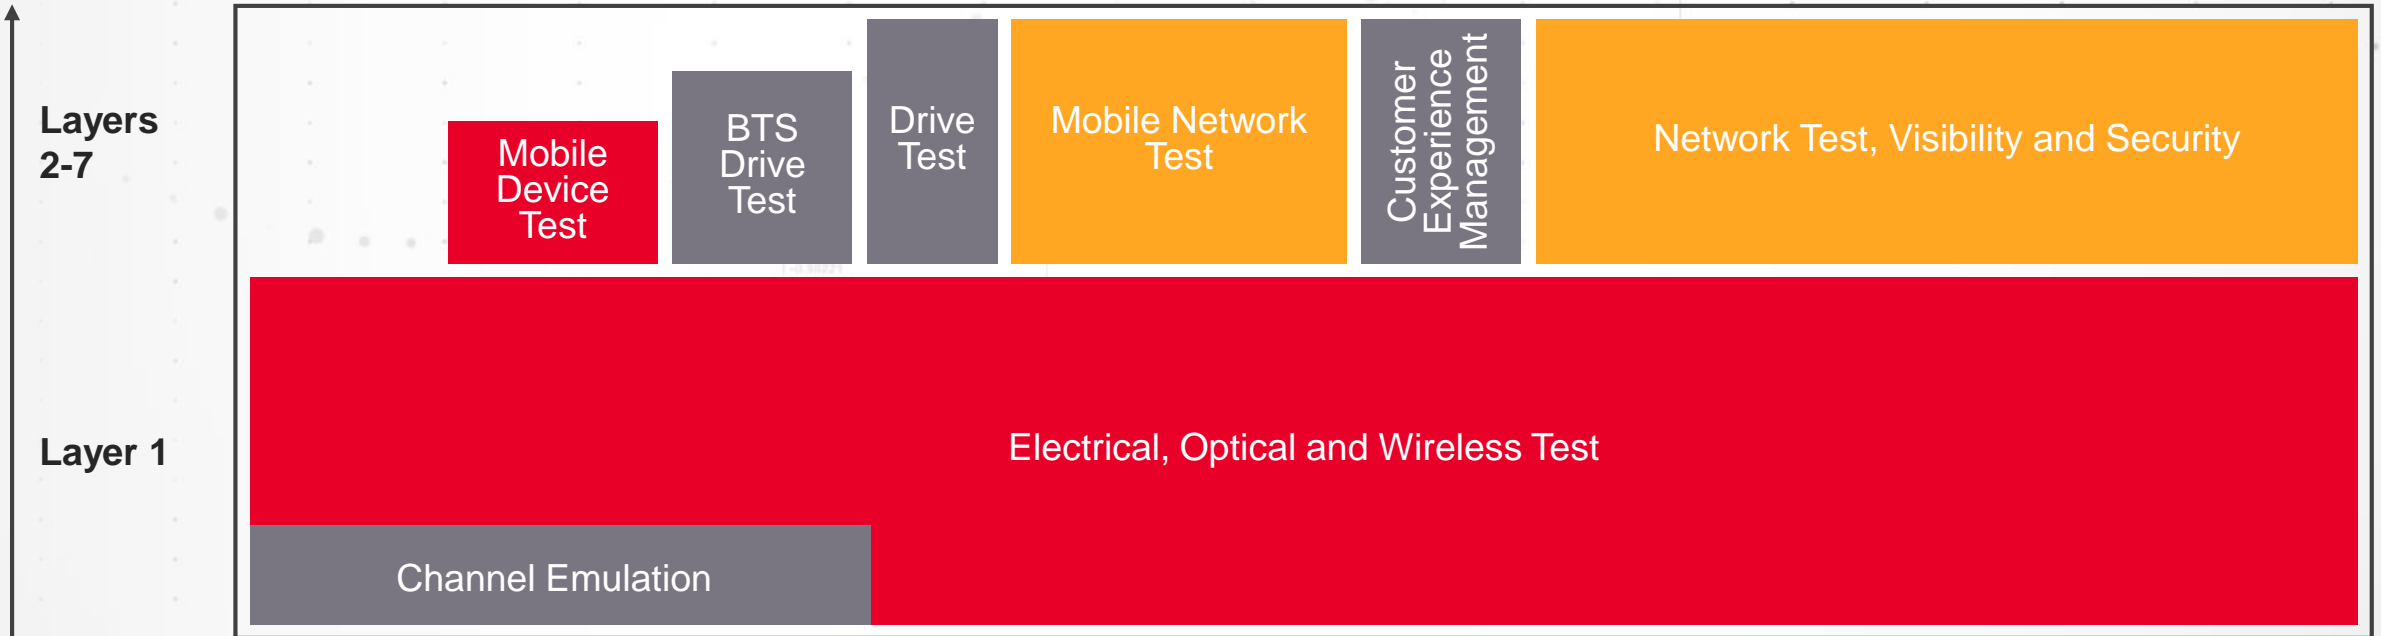 Layers
2-7
Mobile
Device
Test
BTS
Drive
Test
Drive
Test
Mobile Network
Test
Customer
Experience
Management
Network Test, Visibility and Security
Layer 1
Electrical, Optical and Wireless Test
Channel Emulation